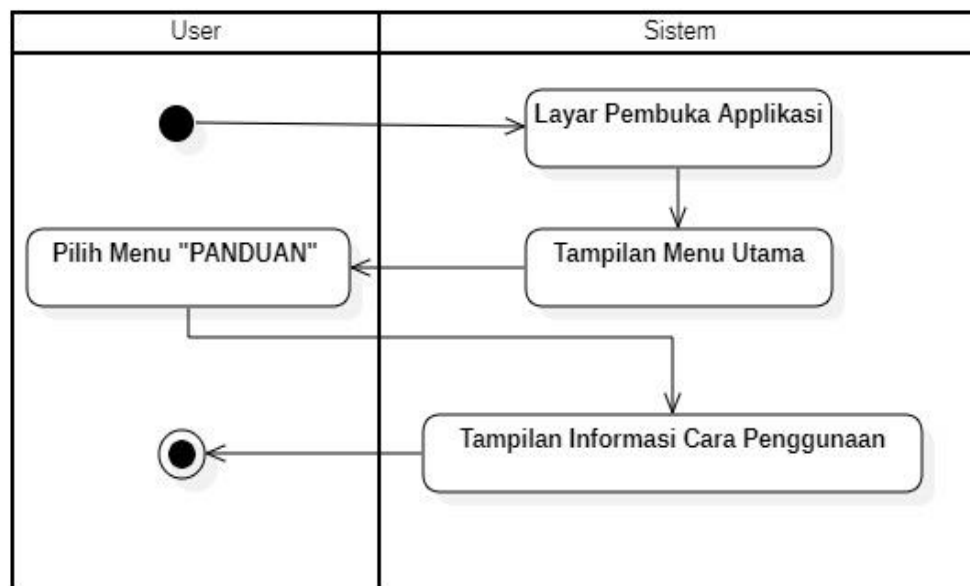 User
Sistem
Layar Pembuka Applikasi
Pilih Menu "PANDUAN"
Tampilan Menu Utama
Tampilan Informasi Cara Penggunaan